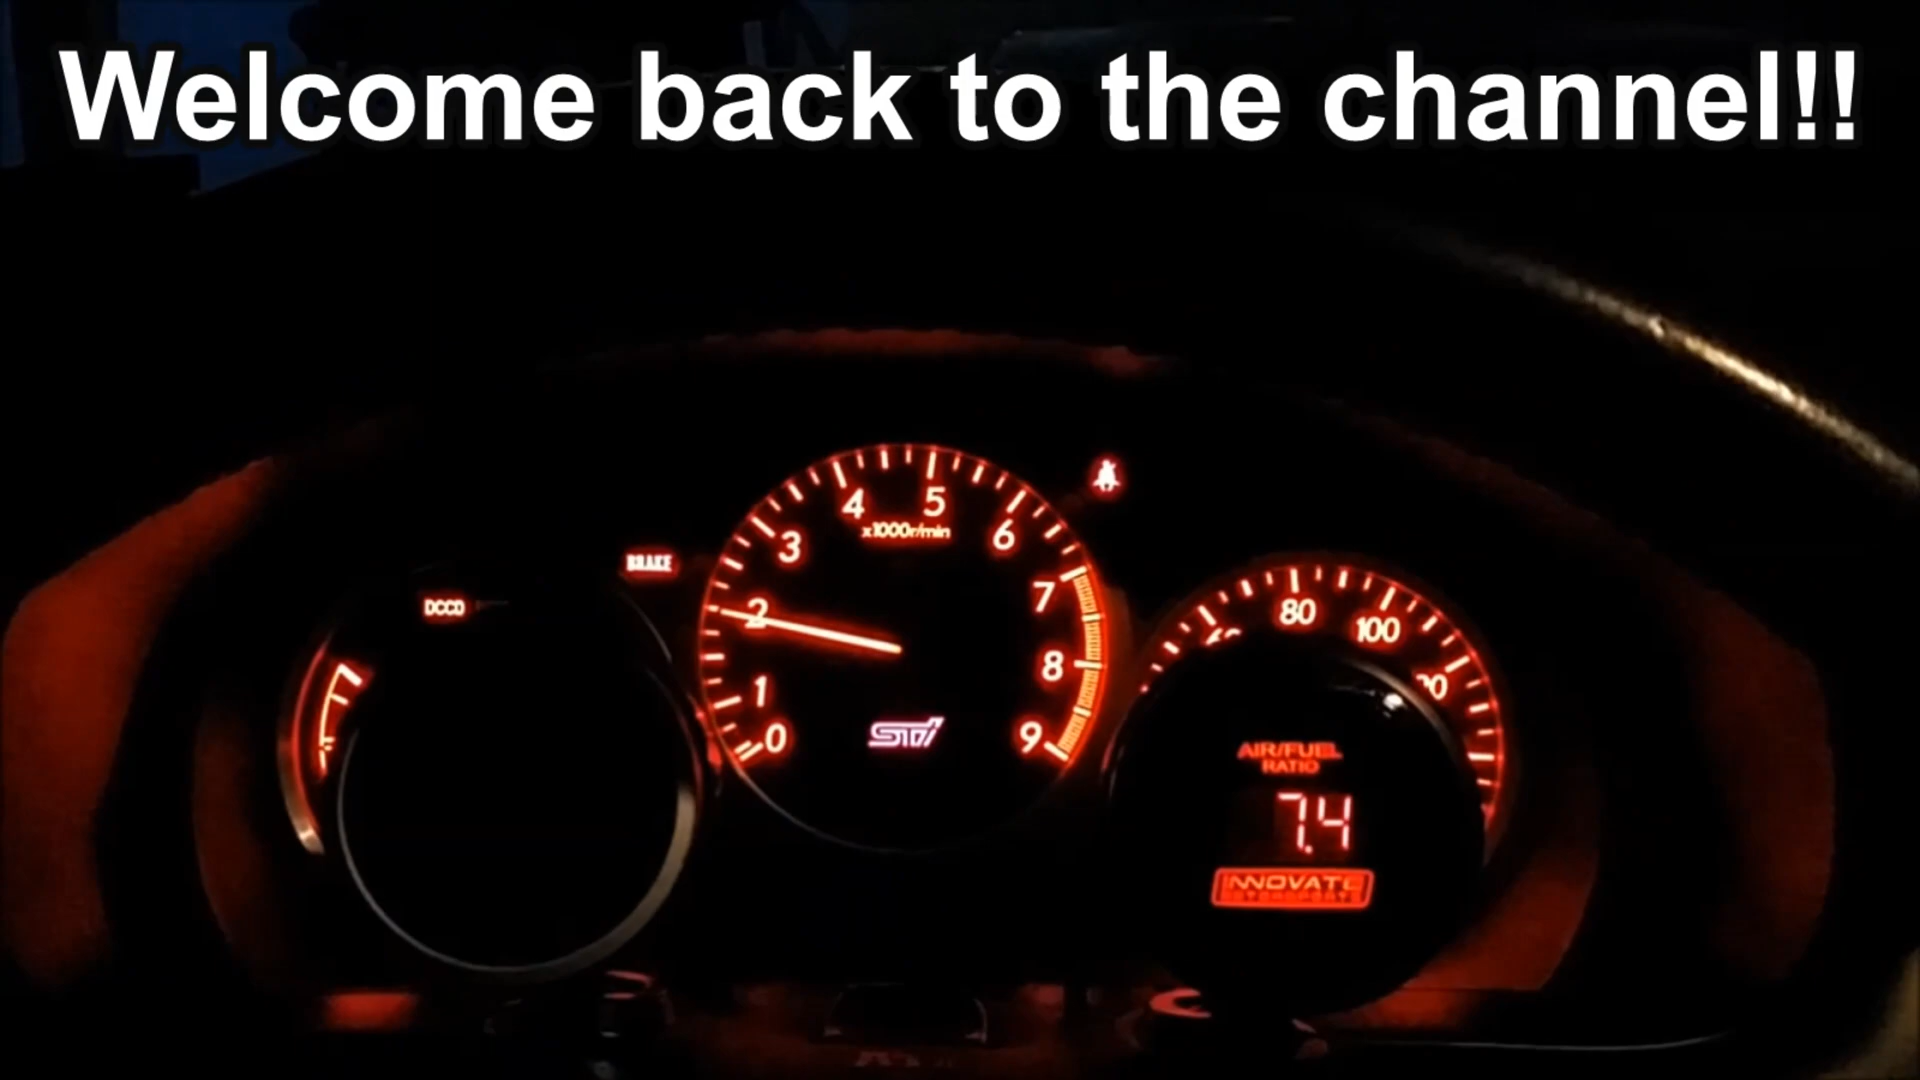 Welcome back to the channel!!
4 5
x1000r/min
3 6
BRAKE
2 7
DCCD
80
100
1 8
0 9
STi
AIR/FUEL
RATIO
7.4
INNOVATE